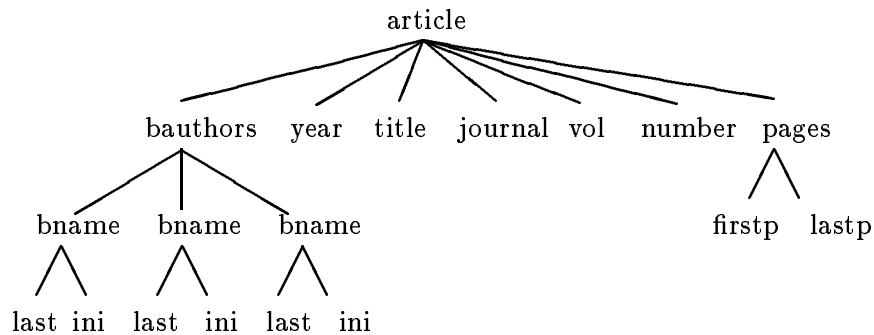 article
bauthors year title journal vol number pages
bname bname bname firstp lastp
last ini last ini last ini